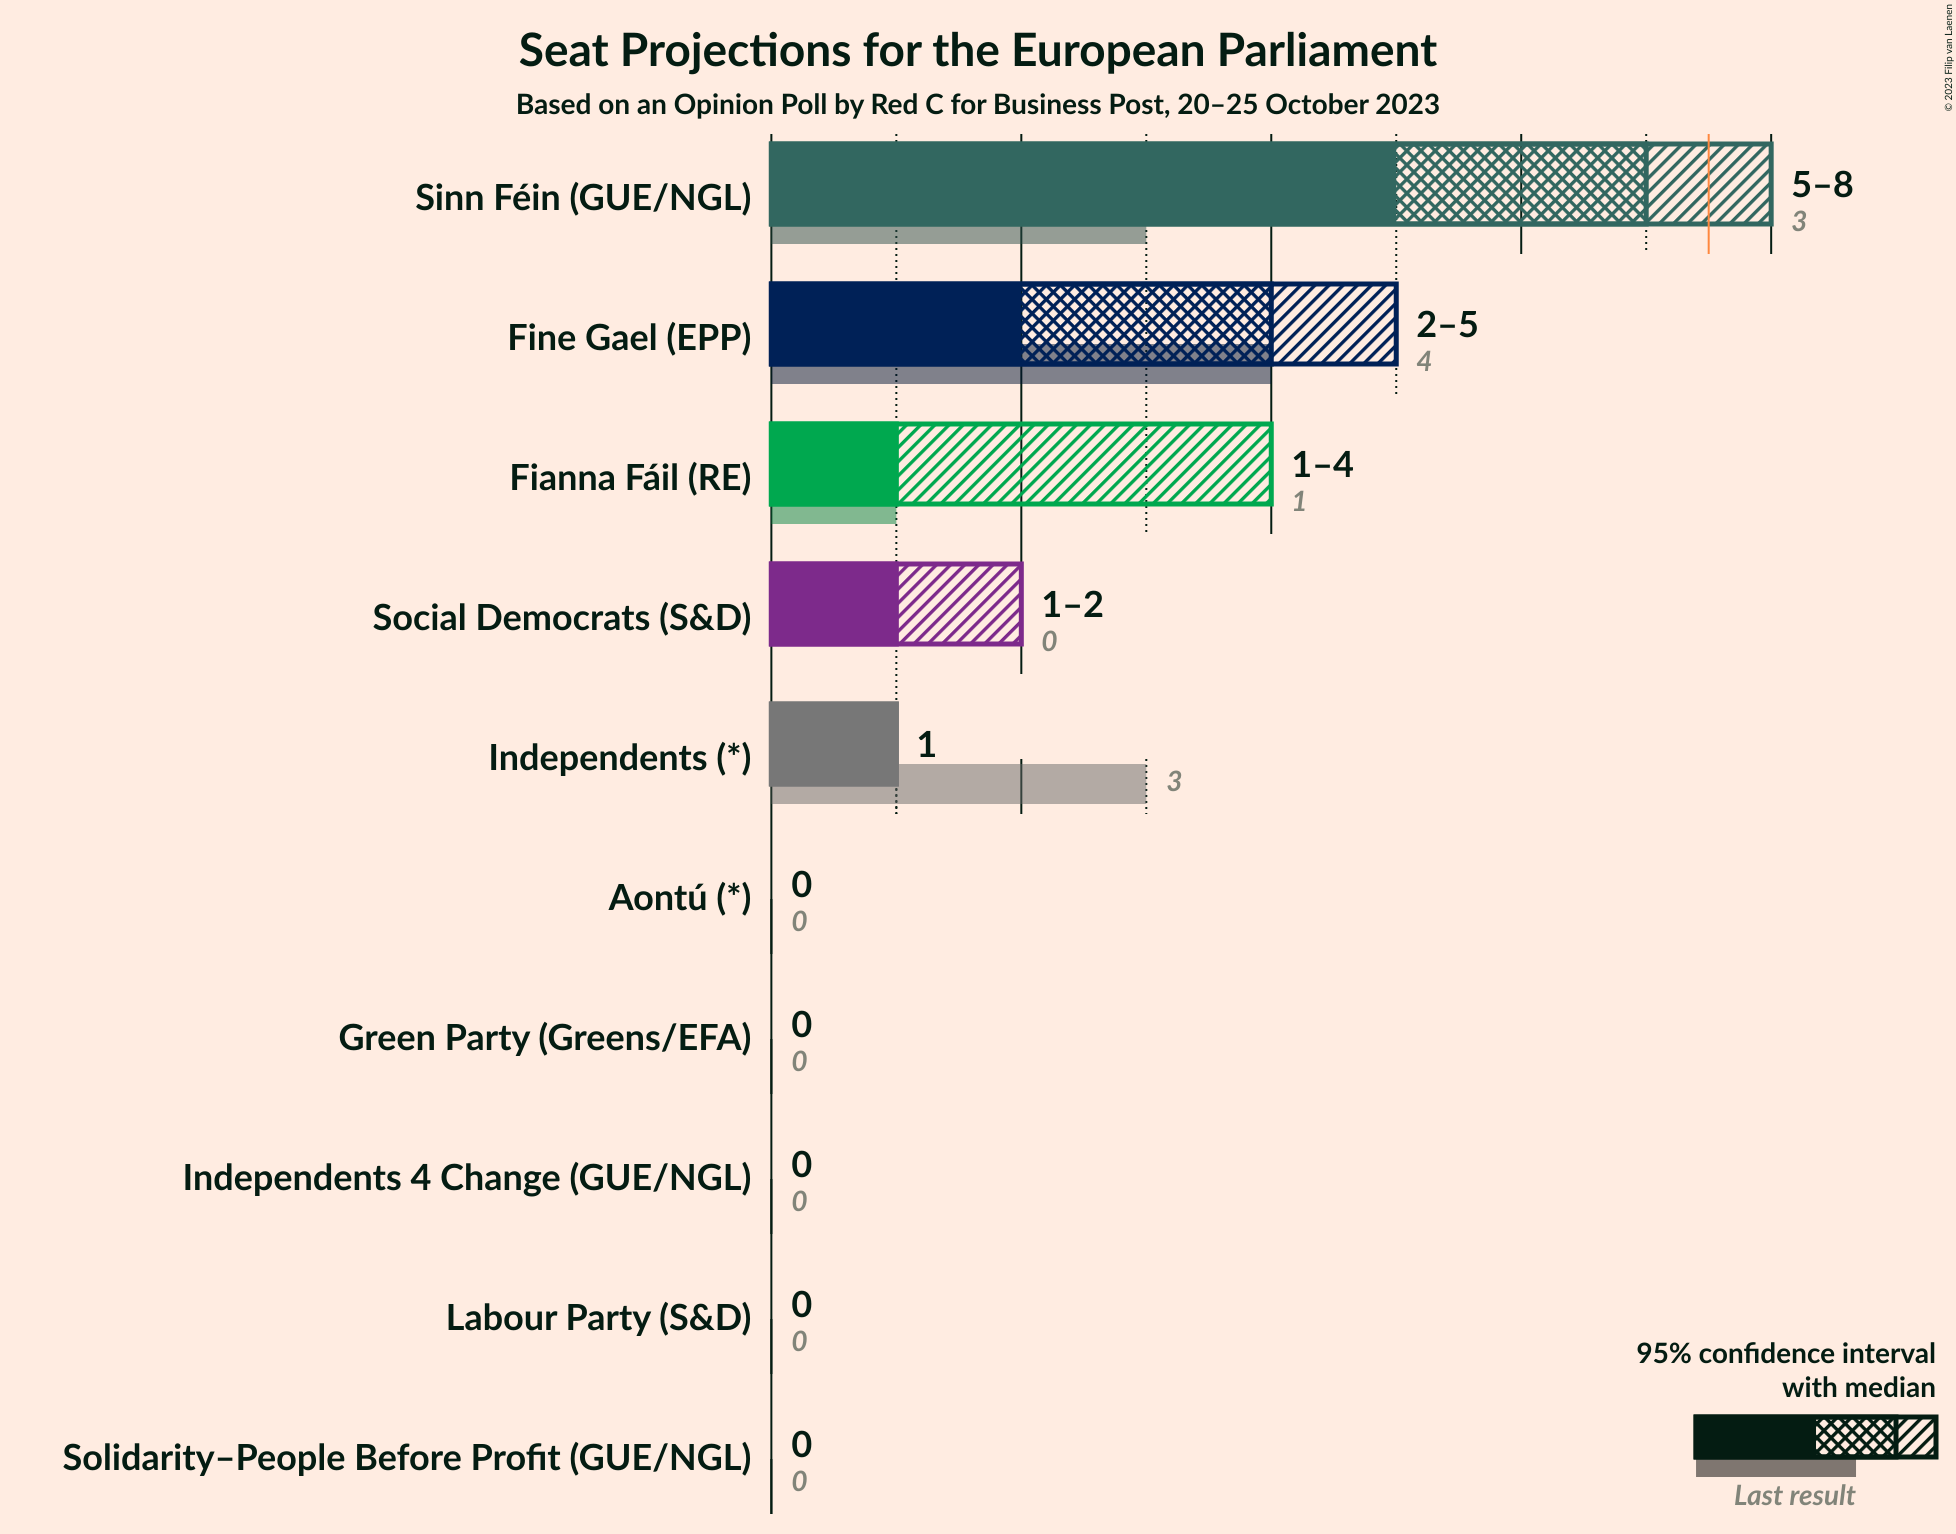 Seat Projections for the European Parliament
Based on an Opinion Poll by Red C for Business Post, 20–25 October 2023
© 2023 Filip van Laenen
Sinn Féin (GUE/NGL)
5–8
3
Fine Gael (EPP)
2–5
4
Fianna Fáil (RE)
1–4
1
Social Democrats (S&D)
1–2
0
Independents (*)
1
3
Aontú (*)
0
0
Green Party (Greens/EFA)
0
0
Independents 4 Change (GUE/NGL)
0
0
Labour Party (S&D)
0
0
Solidarity–People Before Profit (GUE/NGL)
0
0
95% confidence interval
with median
Last result